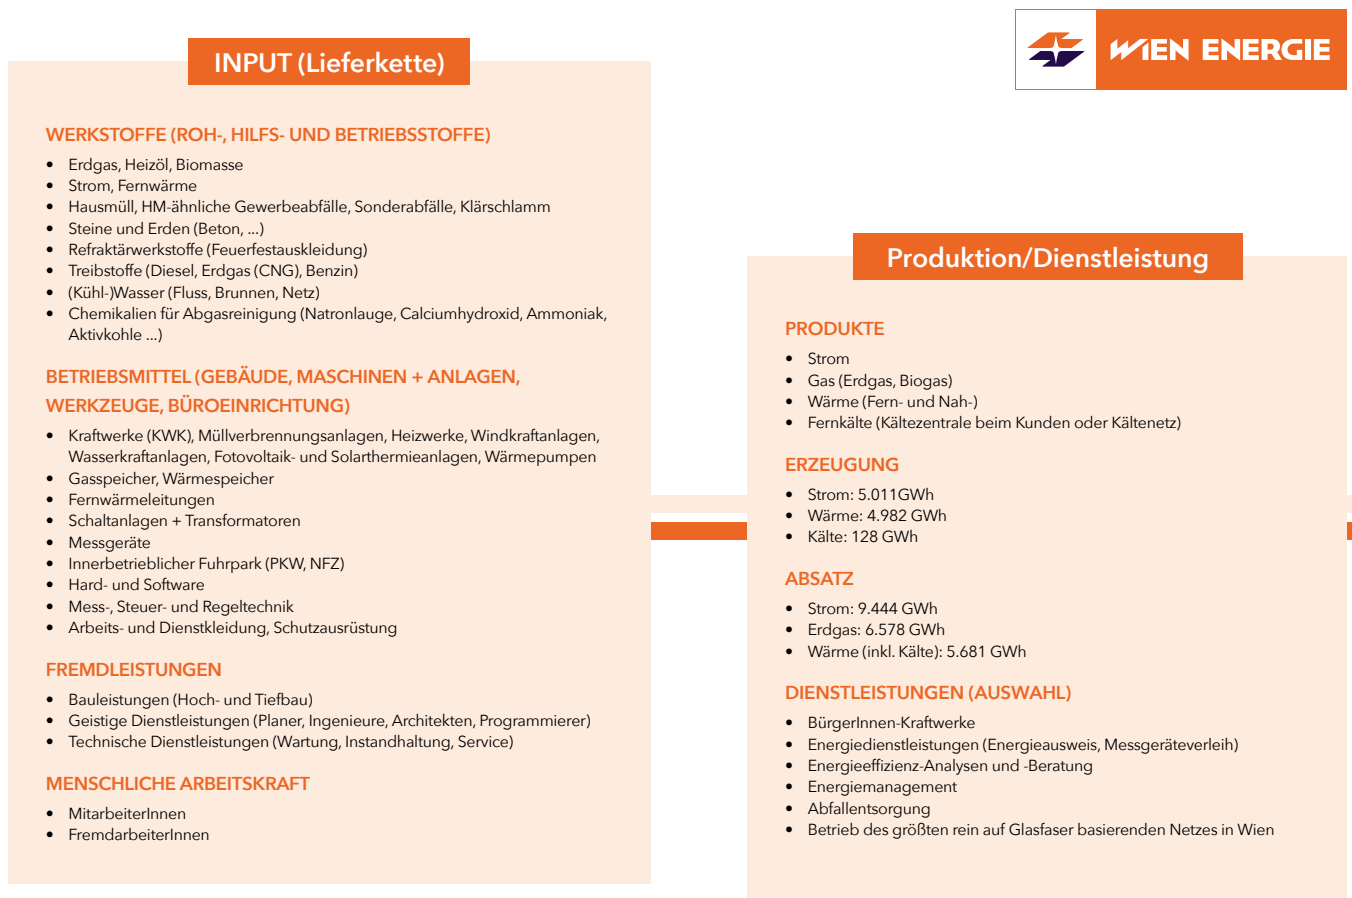 INPUT (Lieferkette)
WERKSTOFFE (ROH-, HILFS- UND BETRIEBSSTOFFE)
• Erdgas, Heizöl, Biomasse
• Strom, Fernwärme
• Hausmüll, HM-ähnliche Gewerbeabfälle, Sonderabfälle, Klärschlamm
• Steine und Erden (Beton, ...)
• Refraktärwerkstoffe (Feuerfestauskleidung)
• Treibstoffe (Diesel, Erdgas (CNG), Benzin)
• (Kühl-)Wasser (Fluss, Brunnen, Netz)
• Chemikalien für Abgasreinigung (Natronlauge, Calciumhydroxid, Ammoniak,
Aktivkohle ...)
BETRIEBSMITTEL (GEBÄUDE, MASCHINEN + ANLAGEN,
WERKZEUGE, BÜROEINRICHTUNG)
• Kraftwerke (KWK), Müllverbrennungsanlagen, Heizwerke, Windkraftanlagen,
Wasserkraftanlagen, Fotovoltaik- und Solarthermieanlagen, Wärmepumpen
• Gasspeicher, Wärmespeicher
• Fernwärmeleitungen
• Schaltanlagen + Transformatoren
• Messgeräte
• Innerbetrieblicher Fuhrpark (PKW, NFZ)
• Hard- und Software
• Mess-, Steuer- und Regeltechnik
• Arbeits- und Dienstkleidung, Schutzausrüstung
FREMDLEISTUNGEN
• Bauleistungen (Hoch- und Tiefbau)
• Geistige Dienstleistungen (Planer, Ingenieure, Architekten, Programmierer)
• Technische Dienstleistungen (Wartung, Instandhaltung, Service)
MENSCHLICHE ARBEITSKRAFT
• MitarbeiterInnen
• FremdarbeiterInnen
WIEN ENERGIE
Produktion/Dienstleistung
PRODUKTE
• Strom
• Gas (Erdgas, Biogas)
• Wärme (Fern- und Nah-)
• Fernkälte (Kältezentrale beim Kunden oder Kältenetz)
ERZEUGUNG
• Strom: 5.011GWh
• Wärme: 4.982 GWh
• Kälte: 128 GWh
ABSATZ
• Strom: 9.444 GWh
• Erdgas: 6.578 GWh
• Wärme (inkl. Kälte): 5.681 GWh
DIENSTLEISTUNGEN (AUSWAHL)
• BürgerInnen-Kraftwerke
• Energiedienstleistungen (Energieausweis, Messgeräteverleih)
• Energieeffizienz-Analysen und -Beratung
• Energiemanagement
• Abfallentsorgung
• Betrieb des größten rein auf Glasfaser basierenden Netzes in Wien